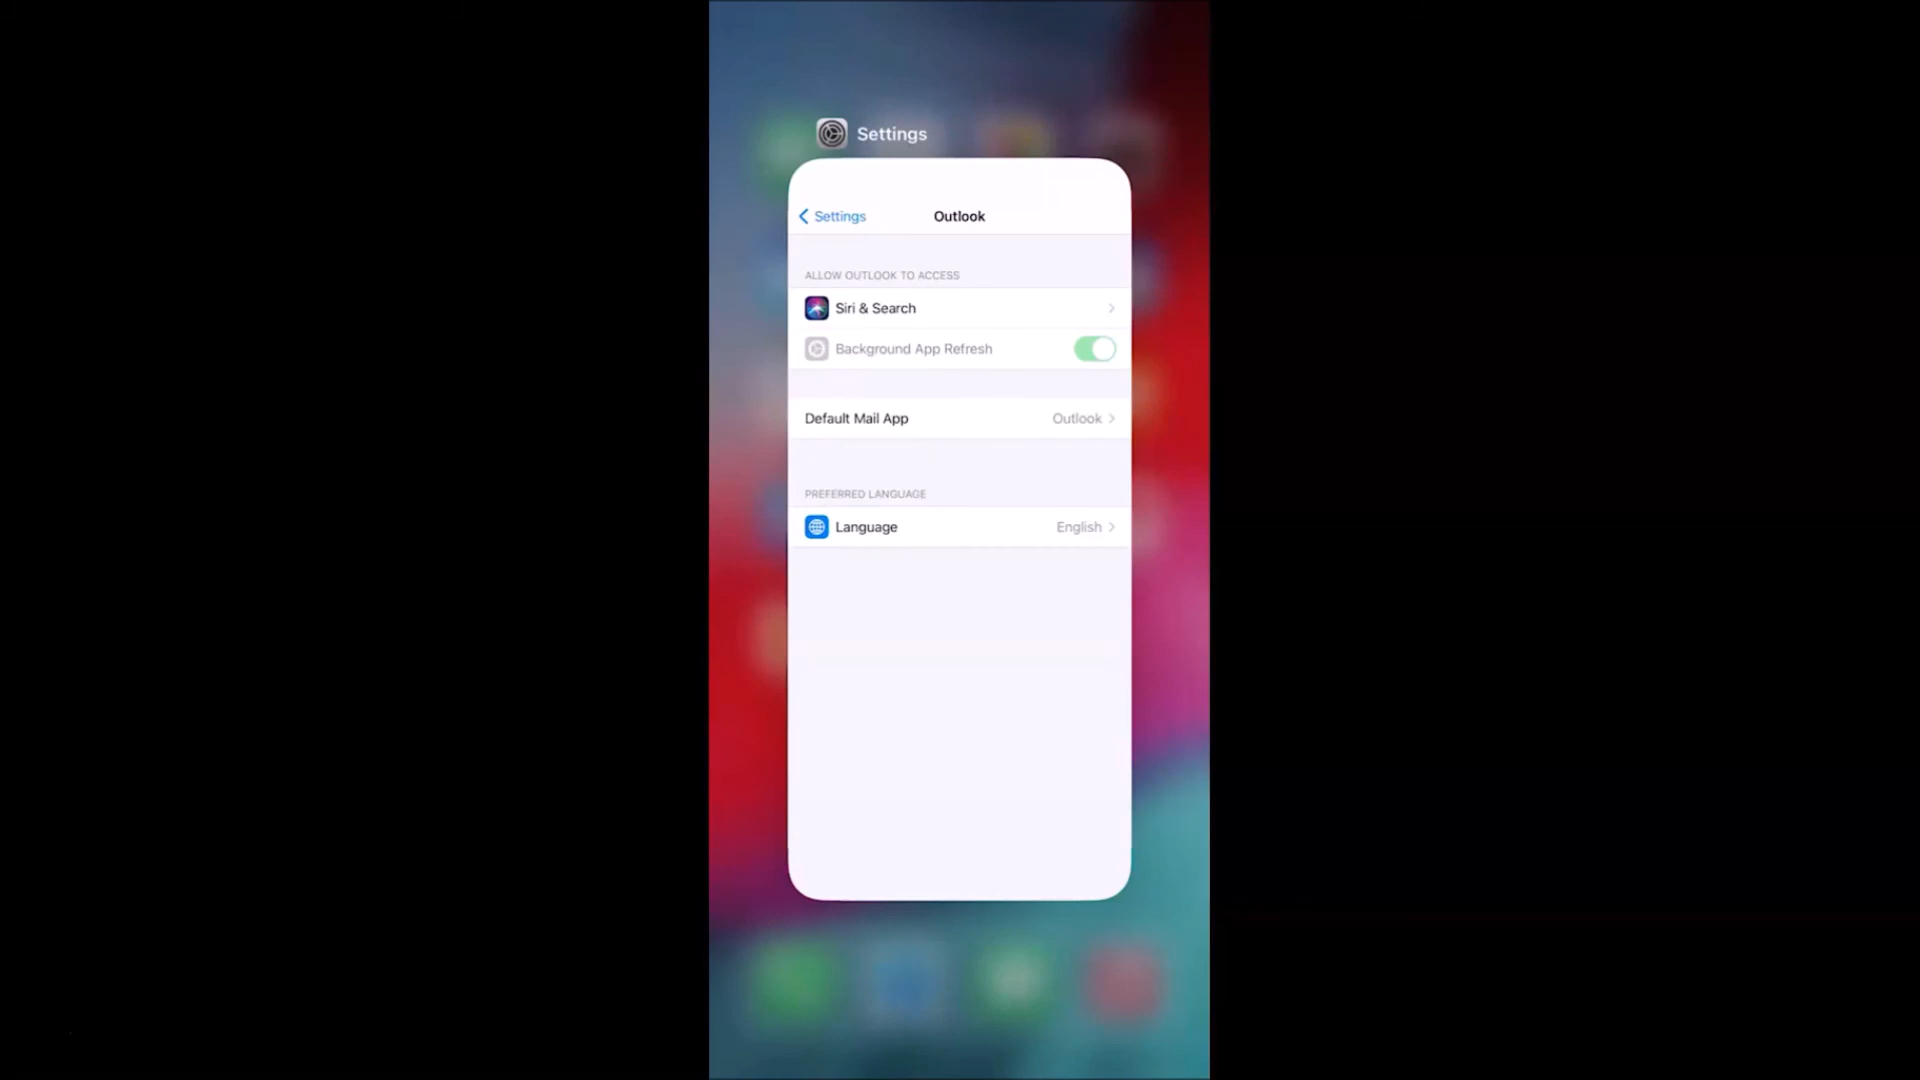 Settings
Settings
Outlook
ALLOW OUTLOOK TO ACCESS
Siri & Search
Background App Refresh
Default Mail App Outlook
PREFERRED LANGUAGE
Language English